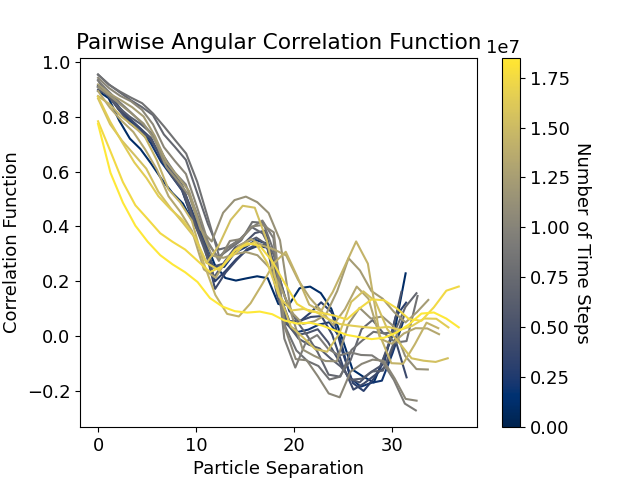 Pairwise Angular Correlation Function
1e7
1.0
0.8
0.6
0.4
0.2
0.0
−0.2
Correlation Function
0 10 20 30
Particle Separation
1.75
1.50
1.25
1.00
0.75
0.50
0.25
0.00
Number of Time Steps